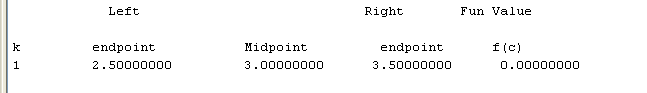 Left Right Fun Value
k endpoint Midpoint endpoint f(c)
1 2.50000000 3.00000000 3.50000000 0.00000000